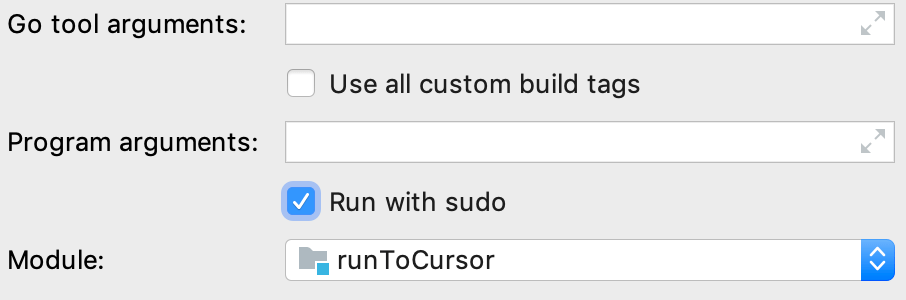 Go tool arguments:
Use all custom build tags
Program arguments:
Run with sudo
Module: runToCursor